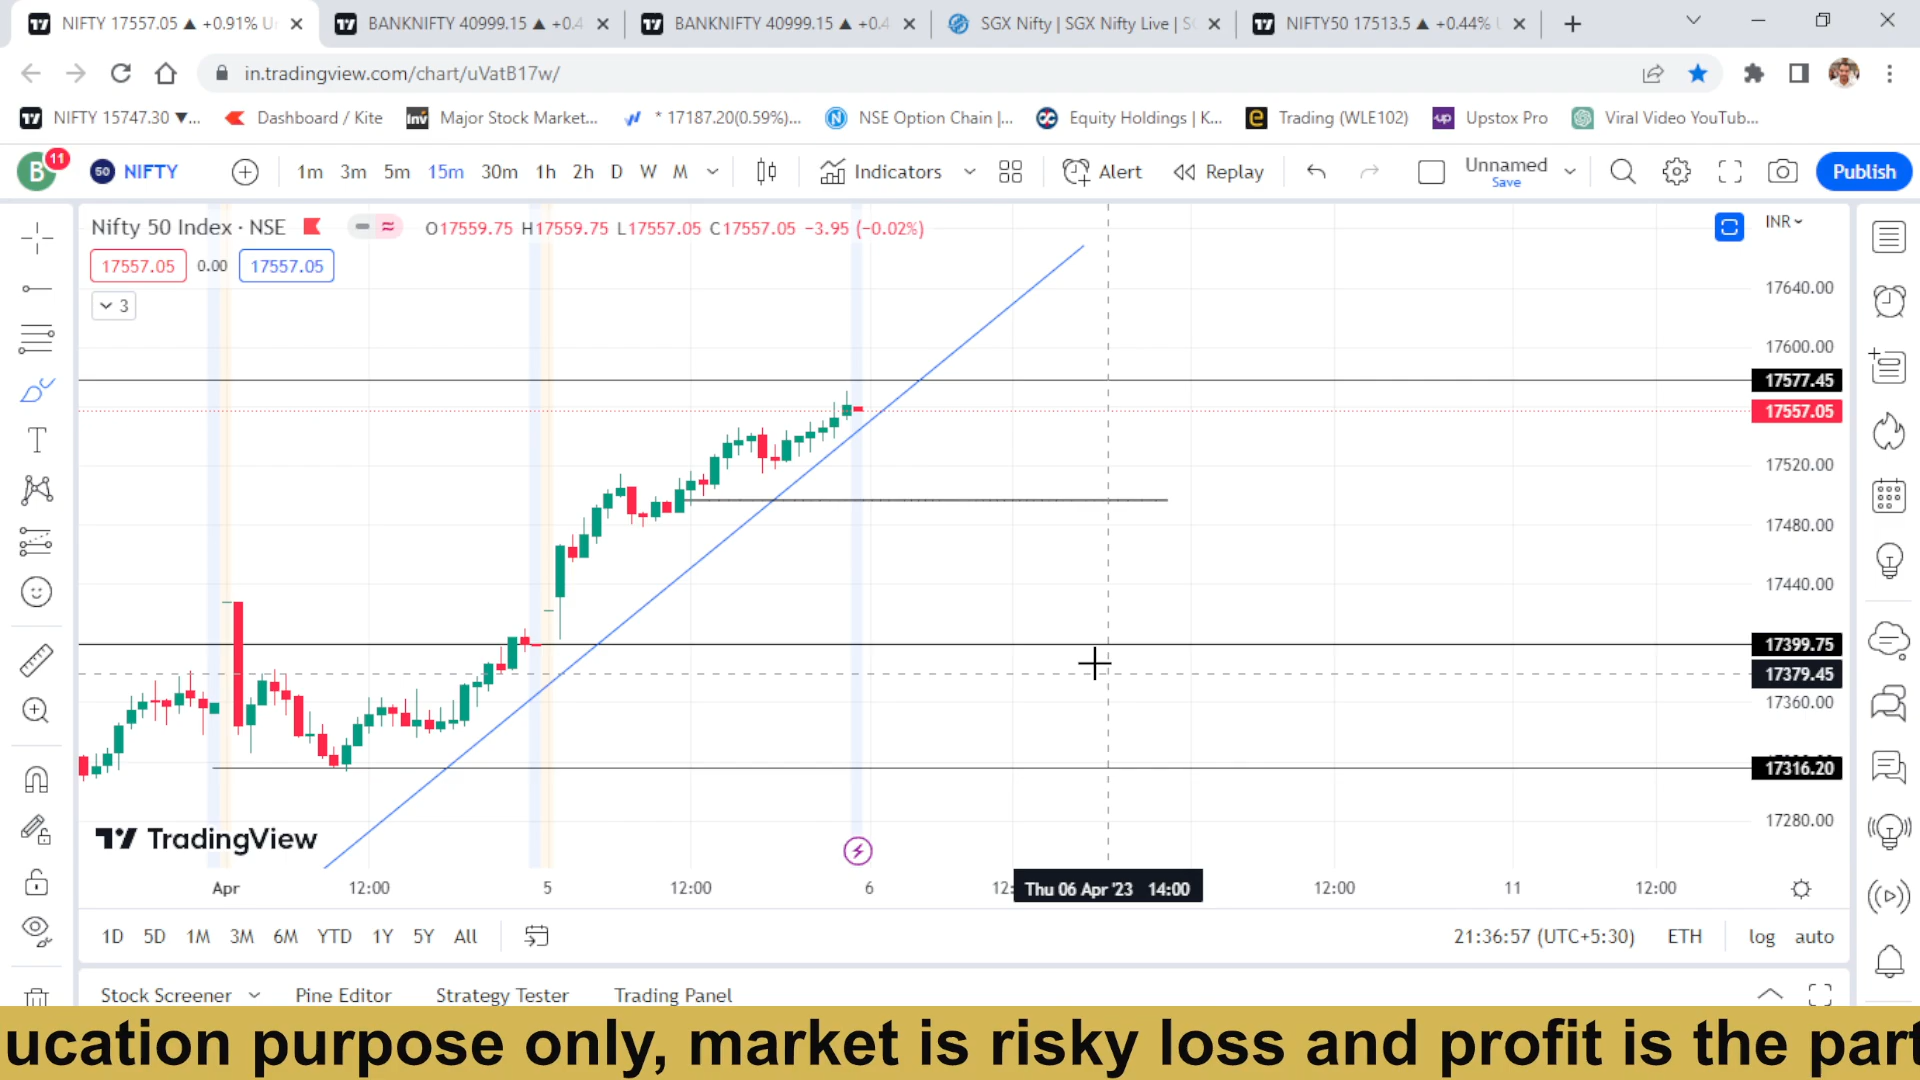 NIFTY 17557.05 ▲ +0.91% Un
BANKNIFTY 40999.15 ▲ +0.4
BANKNIFTY 40999.15 ▲ +0.4
SGX Nifty | SGX Nifty Live | S
NIFTY50 17513.5 ▲ +0.44%
in.tradingview.com/chart/uVatB17w/
NIFTY 15747.30 ▼...
Dashboard / Kite
Inv Major Stock Market...
* 17187.20(0.59%)...
NSE Option Chain |...
Equity Holdings | K...
Trading (WLE102)
up Upstox Pro
Viral Video YouTub...
B 11
50 NIFTY
1m 3m 5m 15m 30m 1h 2h D W M
Indicators
Alert
Replay
Unnamed
Save
Publish
Nifty 50 Index · NSE
O17559.75 H17559.75 L17557.05 C17557.05 −3.95 (−0.02%)
INR
17557.05 0.00 17557.05
3
17640.00
17600.00
17577.45
17557.05
17520.00
17480.00
17440.00
17399.75
17379.45
17360.00
17316.20
17280.00
TradingView
Apr 12:00 5 12:00 6 12: Thu 06 Apr '23 14:00 12:00 11 12:00
1D 5D 1M 3M 6M YTD 1Y 5Y All
21:36:57 (UTC+5:30) ETH log auto
Stock Screener Pine Editor Strategy Tester Trading Panel
ucation purpose only, market is risky loss and profit is the part